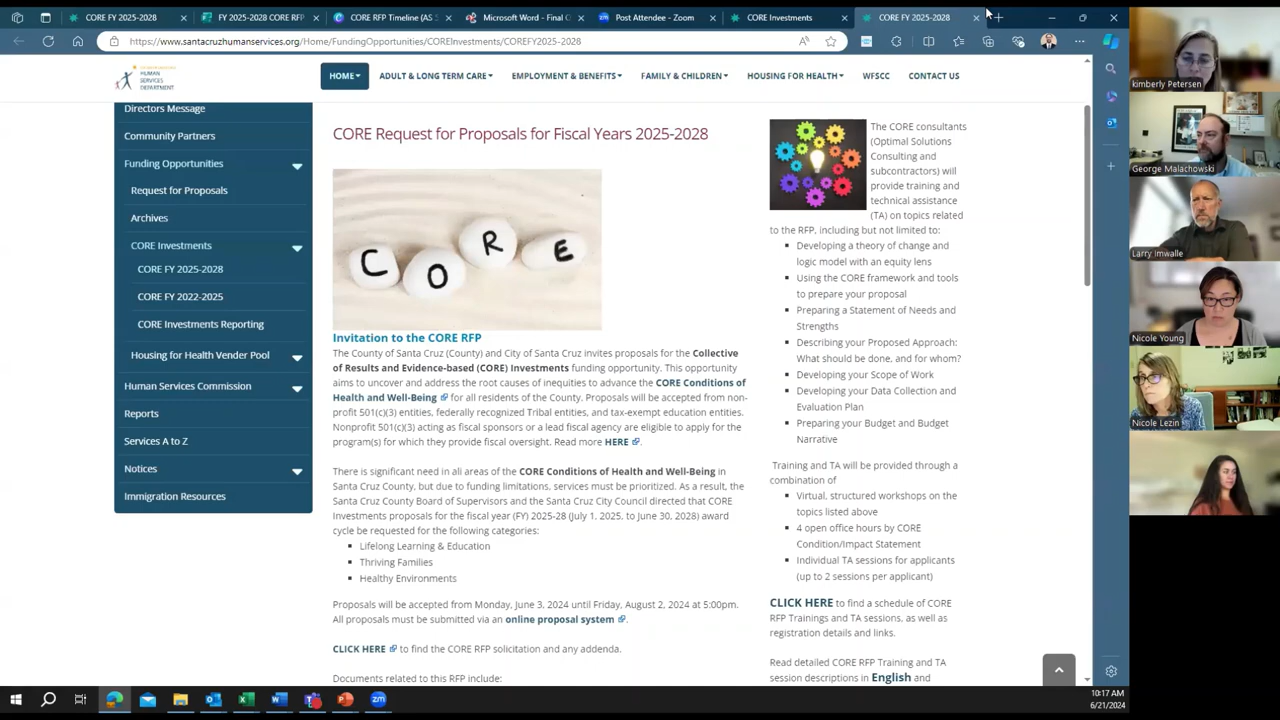 CORE FY 2025-2028
FY 2025-2028 CORE RFP
CORE RFP Timeline (AS
Microsoft Word - Final C
Post Attendee - Zoom
CORE Investments
CORE FY 2025-2028
https://www.santacruzhumanservices.org/Home/FundingOpportunities/COREInvestments/COREFY2025-2028
HUMAN
SERVICES
DEPARTMENT
HOME
ADULT & LONG TERM CARE
EMPLOYMENT & BENEFITS
FAMILY & CHILDREN
HOUSING FOR HEALTH
WFSCC
CONTACT US
Directors Message
Community Partners
Funding Opportunities
Request for Proposals
Archives
CORE Investments
CORE FY 2025-2028
CORE FY 2022-2025
CORE Investments Reporting
Housing for Health Vender Pool
Human Services Commission
Reports
Services A to Z
Notices
Immigration Resources
CORE Request for Proposals for Fiscal Years 2025-2028
C O R E
Invitation to the CORE RFP
The County of Santa Cruz (County) and City of Santa Cruz invites proposals for the Collective
of Results and Evidence-based (CORE) Investments funding opportunity. This opportunity
aims to uncover and address the root causes of inequities to advance the CORE Conditions of
Health and Well-Being for all residents of the County. Proposals will be accepted from non-
profit 501(c)(3) entities, federally recognized Tribal entities, and tax-exempt education entities.
Nonprofit 501(c)(3) acting as fiscal sponsors or a lead fiscal agency are eligible to apply for the
program(s) for which they provide fiscal oversight. Read more HERE .
There is significant need in all areas of the CORE Conditions of Health and Well-Being in
Santa Cruz County, but due to funding limitations, services must be prioritized. As a result, the
Santa Cruz County Board of Supervisors and the Santa Cruz City Council directed that CORE
Investments proposals for the fiscal year (FY) 2025-28 (July 1, 2025, to June 30, 2028) award
cycle be requested for the following categories:
Lifelong Learning & Education
Thriving Families
Healthy Environments
Proposals will be accepted from Monday, June 3, 2024 until Friday, August 2, 2024 at 5:00pm.
All proposals must be submitted via an online proposal system .
CLICK HERE to find the CORE RFP solicitation and any addenda.
Documents related to this RFP include:
The CORE consultants
(Optimal Solutions
Consulting and
subcontractors) will
provide training and
technical assistance
(TA) on topics related
to the RFP, including but not limited to:
Developing a theory of change and
logic model with an equity lens
Using the CORE framework and tools
to prepare your proposal
Preparing a Statement of Needs and
Strengths
Describing your Proposed Approach:
What should be done, and for whom?
Developing your Scope of Work
Developing your Data Collection and
Evaluation Plan
Preparing your Budget and Budget
Narrative
Training and TA will be provided through a
combination of
Virtual, structured workshops on the
topics listed above
4 open office hours by CORE
Condition/Impact Statement
Individual TA sessions for applicants
(up to 2 sessions per applicant)
CLICK HERE to find a schedule of CORE
RFP Trainings and TA sessions, as well as
registration details and links.
Read detailed CORE RFP Training and TA
session descriptions in English and
kimberly Petersen
George Malachowski
Larry Imwalle
Nicole Young
Nicole Lezin
10:17 AM
6/21/2024